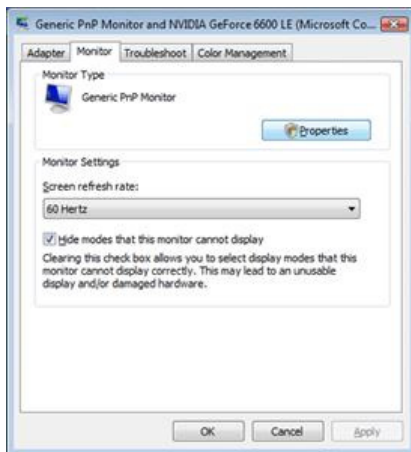 Generic PnP Monitor and NVIDIA GeForce 6600 LE (Microsoft Co...
Adapter Monitor Troubleshoot Color Management
Monitor Type
Generic PnP Monitor
Properties
Monitor Settings
Screen refresh rate:
60 Hertz
Hide modes that this monitor cannot display
Clearing this check box allows you to select display modes that this
monitor cannot display correctly. This may lead to an unusable
display and/or damaged hardware.
OK Cancel Apply